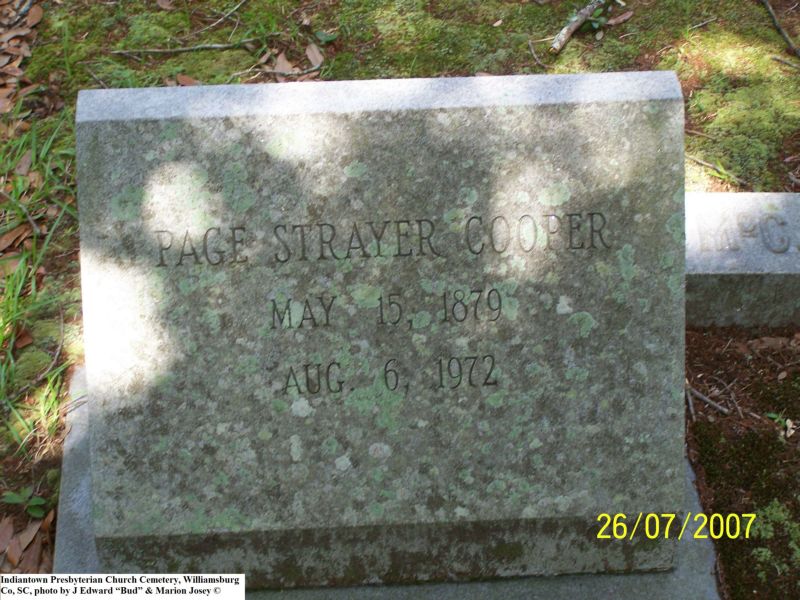 PAGE STRAYER COOPER
MAY 15, 1879
AUG. 6, 1972
McC
26/07/2007
Indiantown Presbyterian Church Cemetery, Williamsburg
Co, SC, photo by J Edward “Bud” & Marion Josey ©